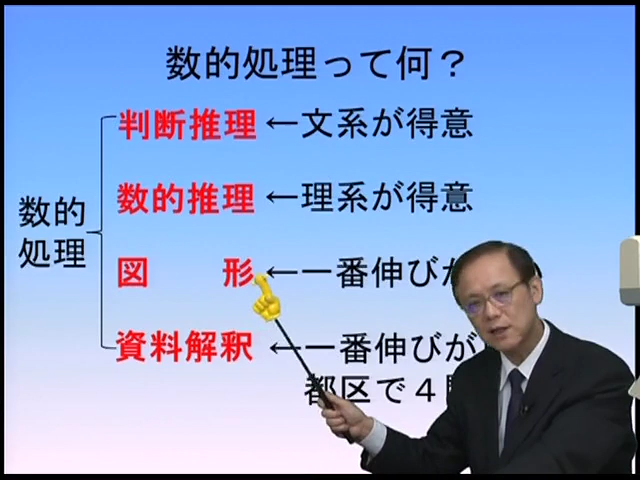 数的処理って何？
数的
処理
判断推理 ←文系が得意
数的推理 ←理系が得意
図　　形 ←一番伸びが
資料解釈 ←一番伸びが
都区で４